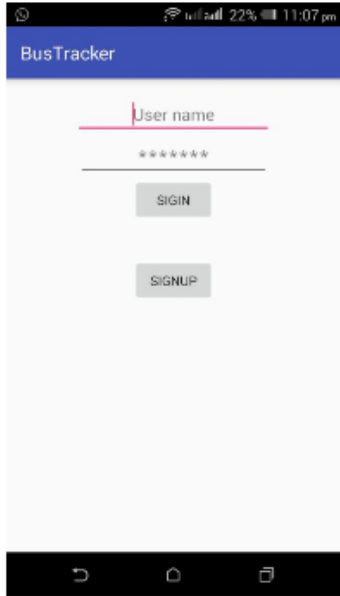 22% 11:07 pm
BusTracker
User name
*******
SIGIN
SIGNUP